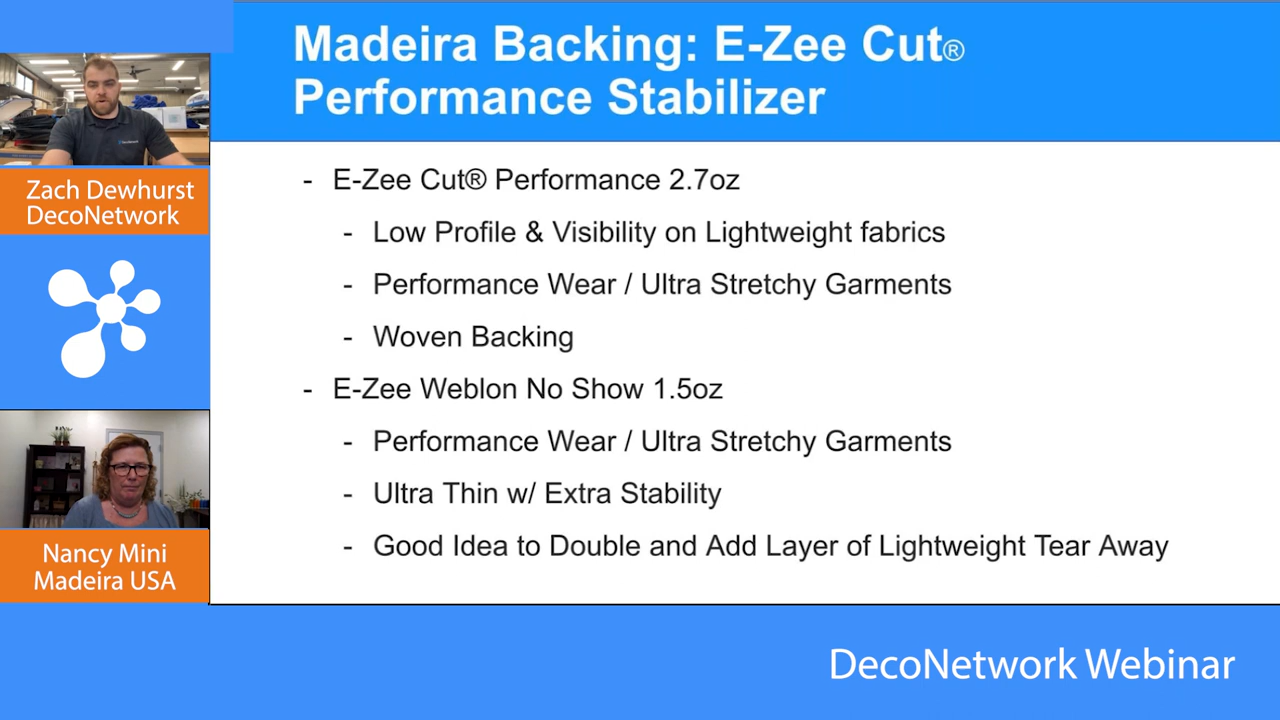 Madeira Backing: E-Zee Cut®
Performance Stabilizer
Zach Dewhurst
DecoNetwork
- E-Zee Cut® Performance 2.7oz
- Low Profile & Visibility on Lightweight fabrics
- Performance Wear / Ultra Stretchy Garments
- Woven Backing
- E-Zee Weblon No Show 1.5oz
- Performance Wear / Ultra Stretchy Garments
- Ultra Thin w/ Extra Stability
- Good Idea to Double and Add Layer of Lightweight Tear Away
Nancy Mini
Madeira USA
DecoNetwork Webinar